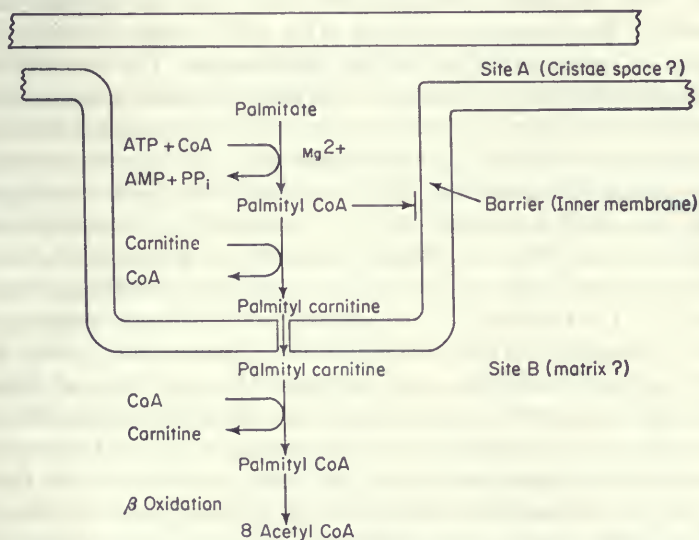 Site A (Cristae space ?)
Palmitate
ATP + CoA
Mg2+
AMP + PPi
Palmityl CoA
Barrier (Inner membrane)
Carnitine
CoA
Palmityl carnitine
Palmityl carnitine
Site B (matrix ?)
CoA
Carnitine
Palmityl CoA
β Oxidation
8 Acetyl CoA